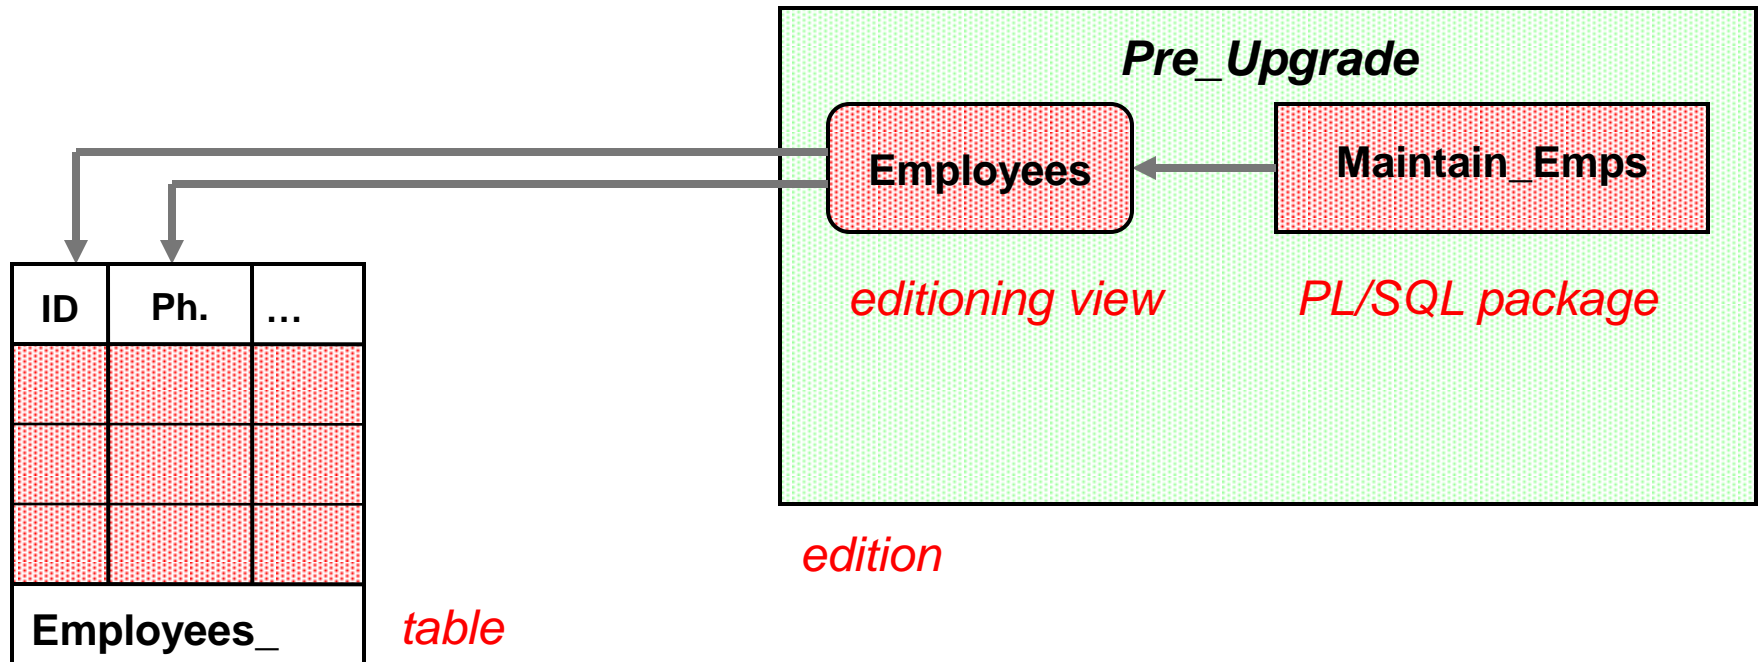 Pre_Upgrade
Employees
Maintain_Emps
editioning view
PL/SQL package
ID
Ph.
...
edition
Employees_
table